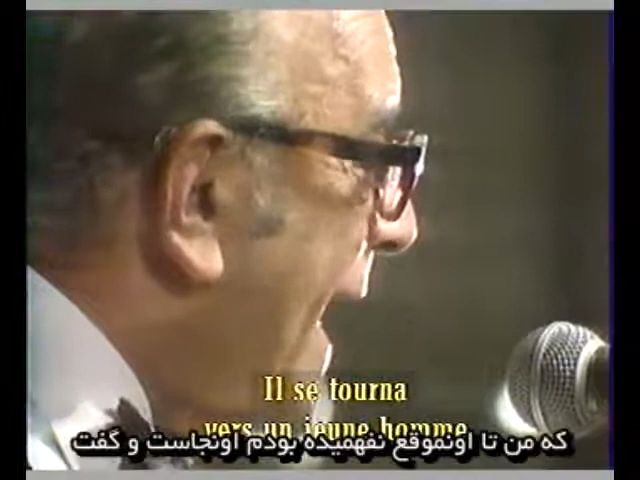 Il se tourna
vers un jeune homme
که من تا اونموقع نفهمیده بودم اونجاست و گفت